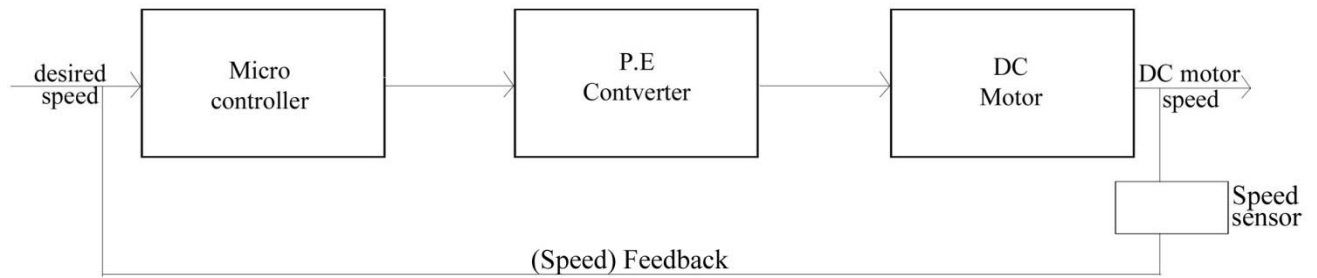 desired
speed
Micro
controller
P.E
Contverter
DC
Motor
DC motor
speed
Speed
sensor
(Speed) Feedback